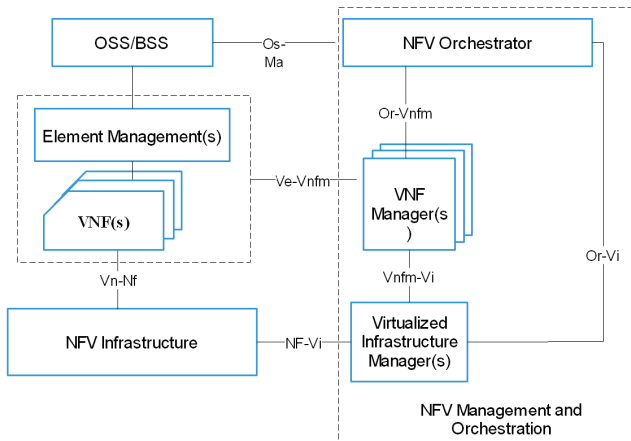 OSS/BSS
Os-
Ma
NFV Orchestrator
Element Management(s)
Or-Vnfm
VNF(s)
Ve-Vnfm
VNF
Manager(s
)
Vn-Nf
Vnfm-Vi
Or-Vi
NFV Infrastructure
NF-Vi
Virtualized
Infrastructure
Manager(s)
NFV Management and
Orchestration